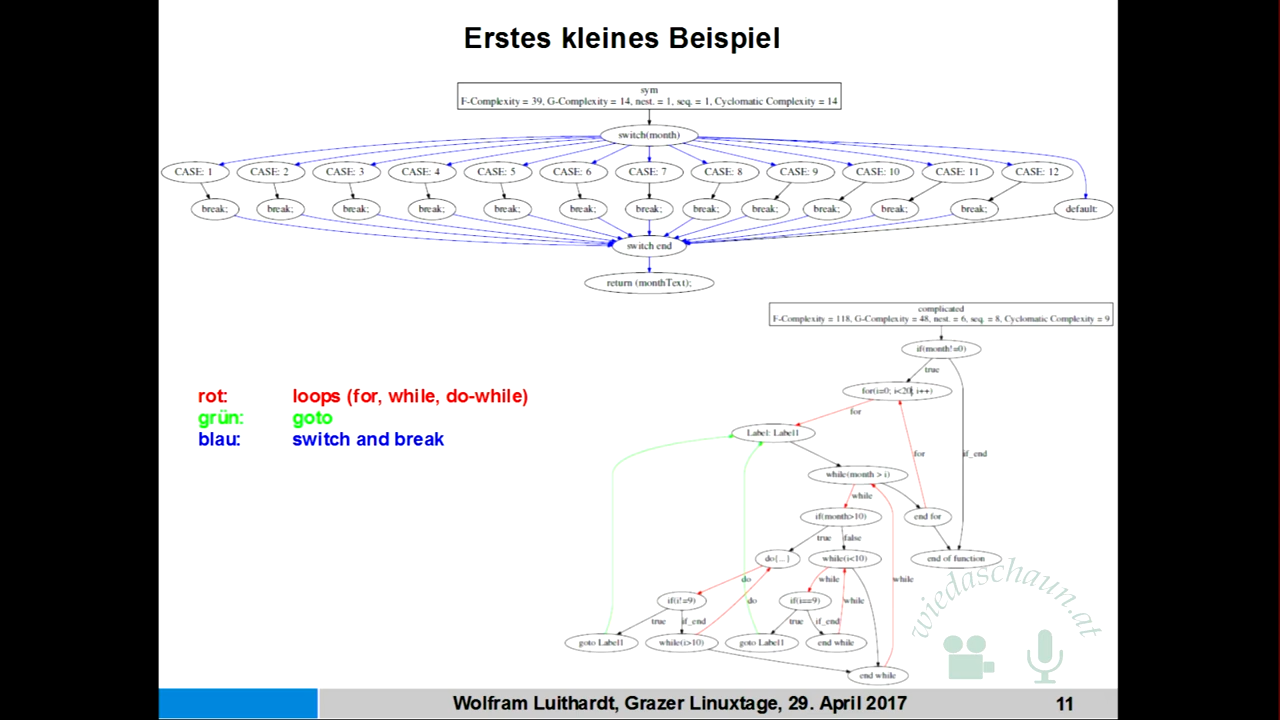 Erstes kleines Beispiel
sym
F-Complexity = 39, G-Complexity = 14, nest. = 1, seq. = 1, Cyclomatic Complexity = 14
switch(month)
CASE: 1 CASE: 2 CASE: 3 CASE: 4 CASE: 5 CASE: 6 CASE: 7 CASE: 8 CASE: 9 CASE: 10 CASE: 11 CASE: 12
break; break; break; break; break; break; break; break; break; break; break; break; default:
switch end
return (monthText);
complicated
F-Complexity = 118, G-Complexity = 48, nest. = 6, seq. = 8, Cyclomatic Complexity = 9
if(month!=0)
true
for(i=0; i<20; i++)
rot: loops (for, while, do-while)
for
grün: goto
Label: Label1
blau: switch and break
for if_end
while(month > i)
while
if(month>10) end for
true false
do{...} while(i<10) end of function
do while while
if(i!=9) do if(i==9) while
true if_end true if_end
goto Label1 while(i>10) goto Label1 end while
end while
wiedaschaun.at
Wolfram Luithardt, Grazer Linuxtage, 29. April 2017 11